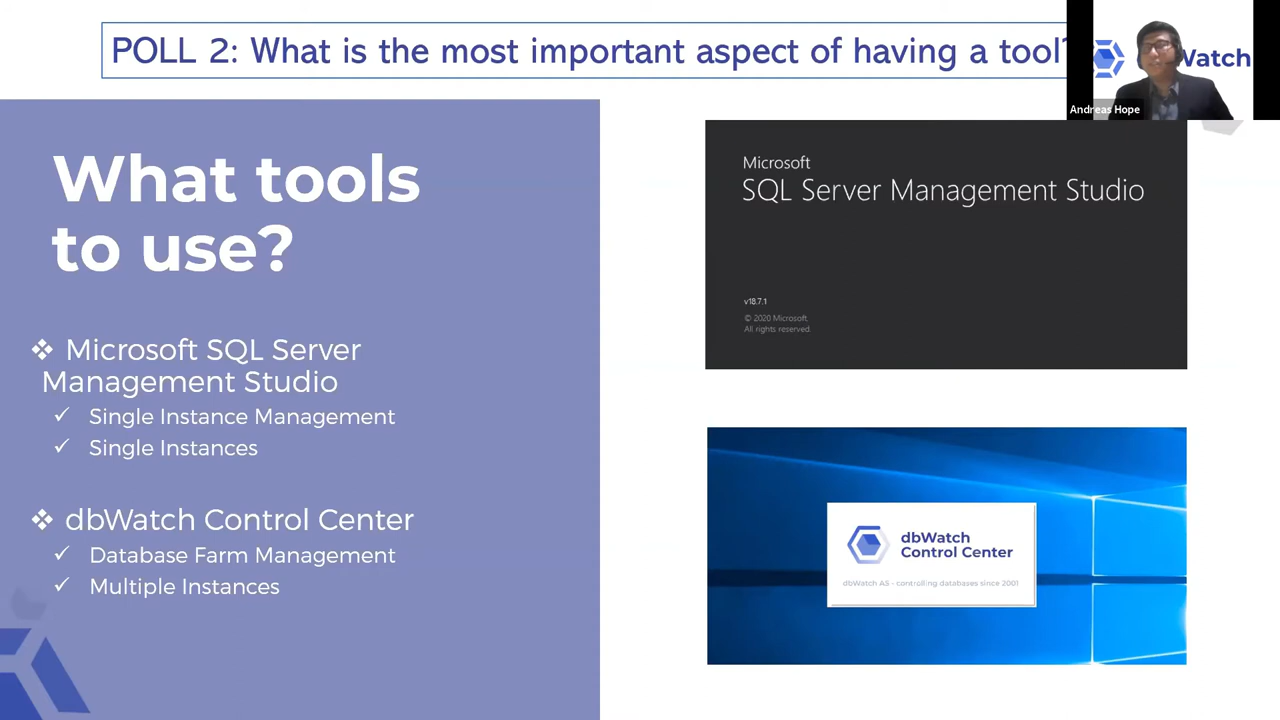 POLL 2: What is the most important aspect of having a tool?
Watch
Andreas Hope
What tools
to use?
❖ Microsoft SQL Server
Management Studio
✓ Single Instance Management
✓ Single Instances
❖ dbWatch Control Center
✓ Database Farm Management
✓ Multiple Instances
Microsoft
SQL Server Management Studio
v18.7.1
© 2020 Microsoft.
All rights reserved.
dbWatch
Control Center
dbWatch AS - controlling databases since 2001